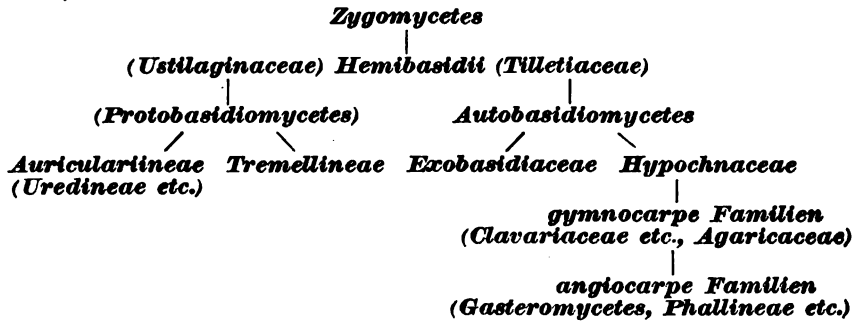 Zygomycetes
(Ustilaginaceae) Hemibasidii (Tilletiaceae)
(Protobasidiomycetes) Autobasidiomycetes
Auriculariineae Tremellineae Exobasidiaceae Hypochnaceae
(Uredineae etc.)
gymnocarpe Familien
(Clavariaceae etc., Agaricaceae)
angiocarpe Familien
(Gasteromycetes, Phallineae etc.)